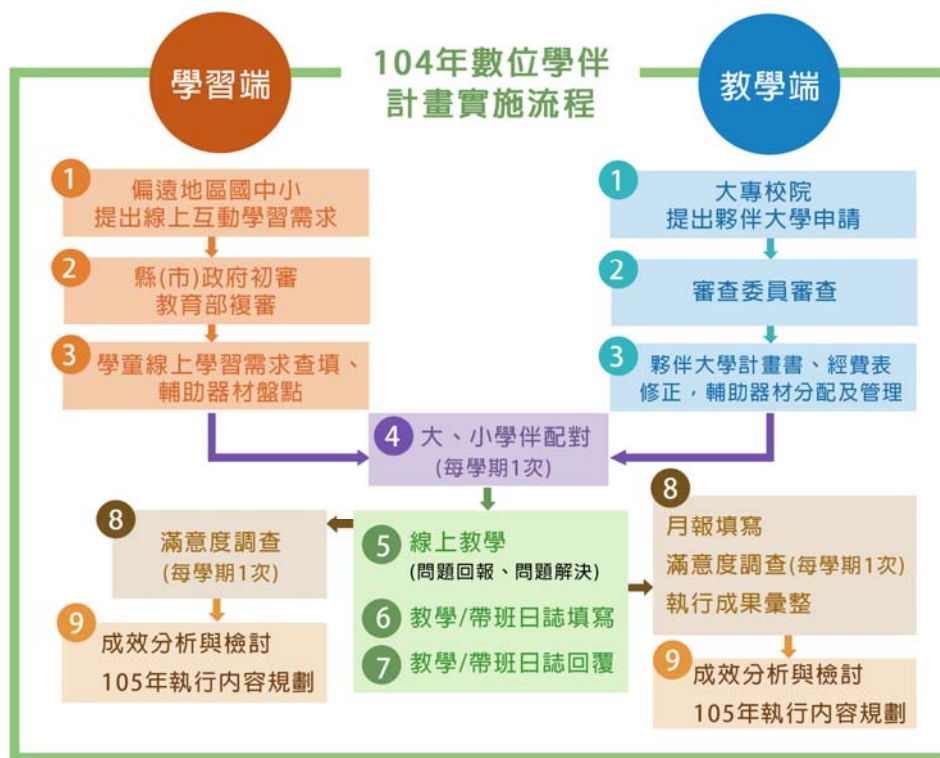 104年數位學伴
計畫實施流程
學習端
1
偏遠地區國中小
提出線上互動學習需求
2
縣(市)政府初審
教育部複審
3
學童線上學習需求查填、
輔助器材盤點
教學端
1
大專校院
提出夥伴大學申請
2
審查委員審查
3
夥伴大學計畫書、經費表
修正，輔助器材分配及管理
4
大、小學伴配對
(每學期1次)
5
線上教學
(問題回報、問題解決)
6
教學/帶班日誌填寫
7
教學/帶班日誌回覆
8
滿意度調查
(每學期1次)
9
成效分析與檢討
105年執行内容規劃
8
月報填寫
滿意度調查(每學期1次)
執行成果彙整
9
成效分析與檢討
105年執行内容規劃